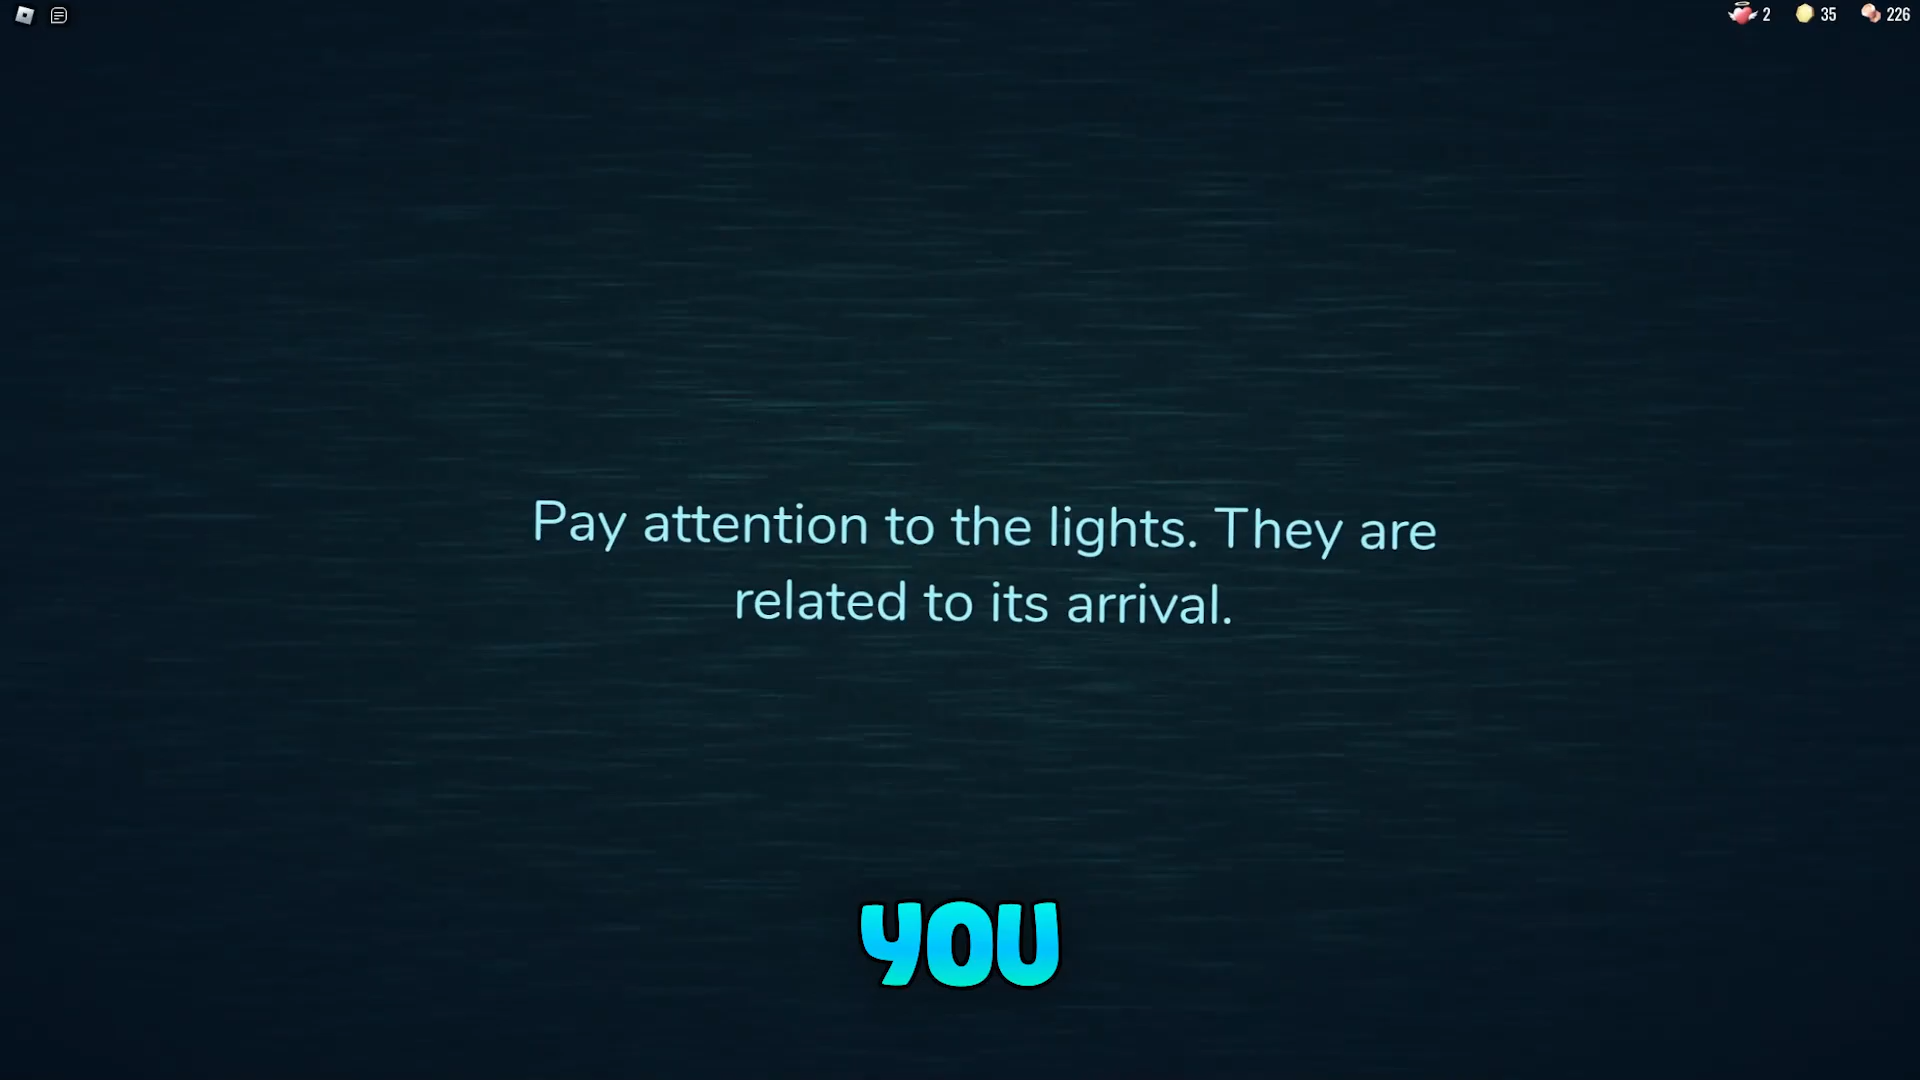 2 35 226
Pay attention to the lights. They are
related to its arrival.
YOU